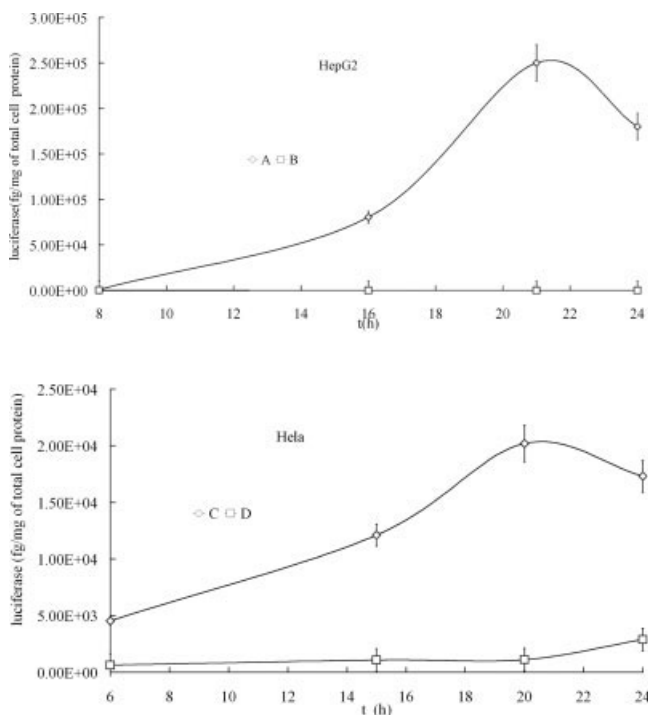 3.00E+05
HepG2
2.50E+05
2.00E+05
1.50E+05
A B
1.00E+05
5.00E+04
0.00E+00
luciferase(fg/mg of total cell protein)
8 10 12 14 16 18 20 22 24
t(h)
2.50E+04
Hela
2.00E+04
1.50E+04
C D
1.00E+04
5.00E+03
0.00E+00
luciferase (fg/mg of total cell protein)
6 8 10 12 14 16 18 20 22 24
t (h)